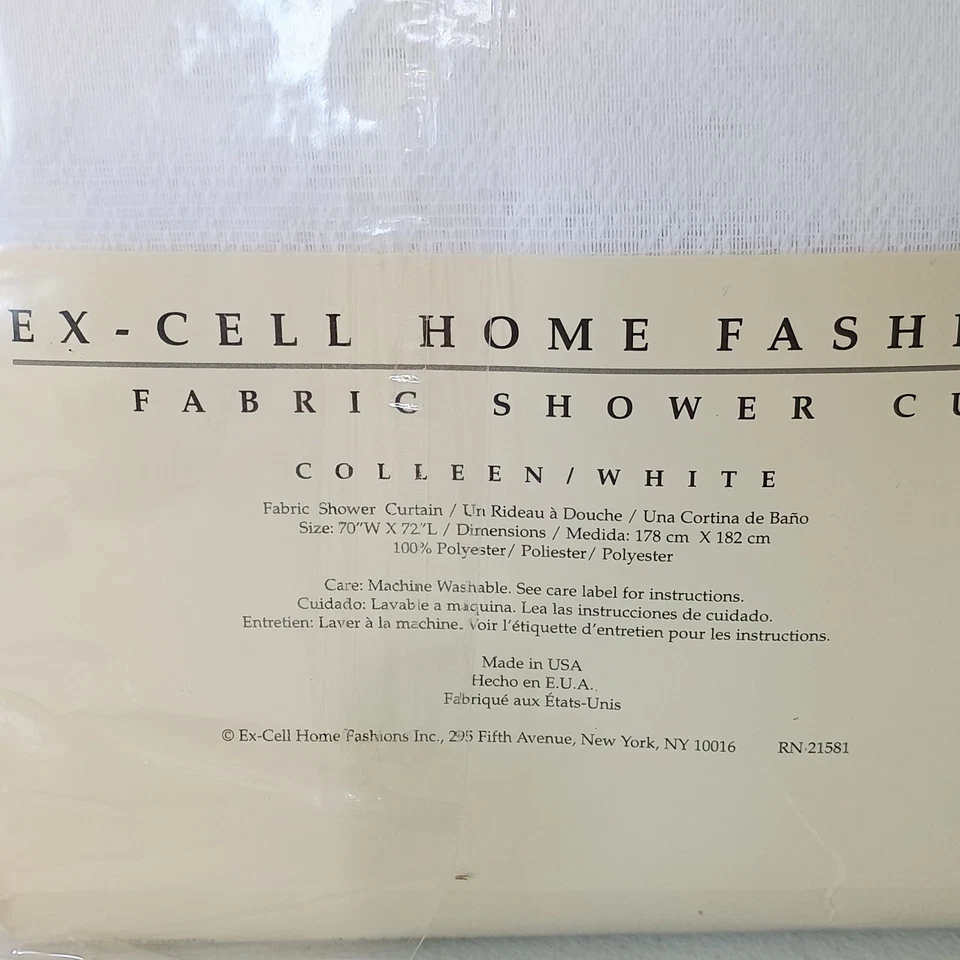 EX-CELL HOME FASH
FABRIC SHOWER CU
COLLEEN/WHITE
Fabric Shower Curtain / Un Rideau à Douche / Una Cortina de Baño
Size: 70"W X 72"L / Dimensions / Medida: 178 cm X 182 cm
100% Polyester/ Poliester/ Polyester
Care: Machine Washable. See care label for instructions.
Cuidado: Lavable a maquina. Lea las instrucciones de cuidado.
Entretien: Laver à la machine. Voir l'étiquette d'entretien pour les instructions.
Made in USA
Hecho en E.U.A.
Fabriqué aux États-Unis
© Ex-Cell Home Fashions Inc., 295 Fifth Avenue, New York, NY 10016 RN 21581